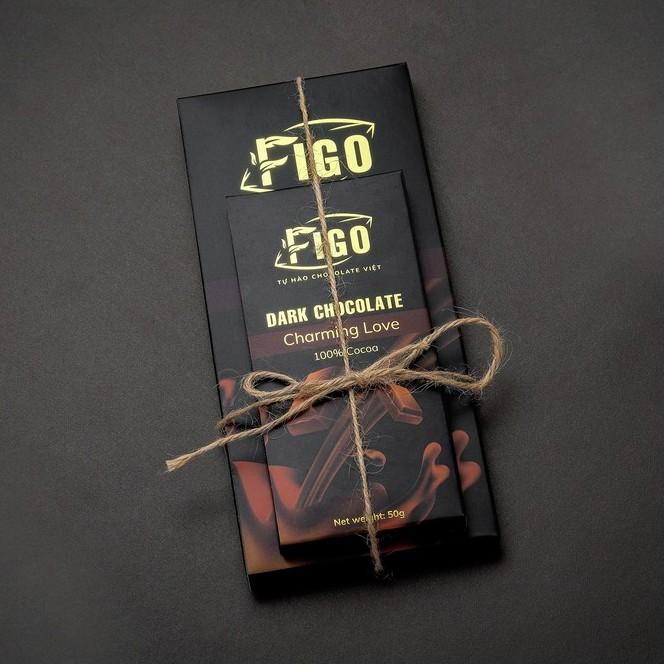 FIGO
FIGO
TỰ HÀO CHOCOLATE VIỆT
DARK CHOCOLATE
Charming Love
100% Cocoa
Net weight: 50g